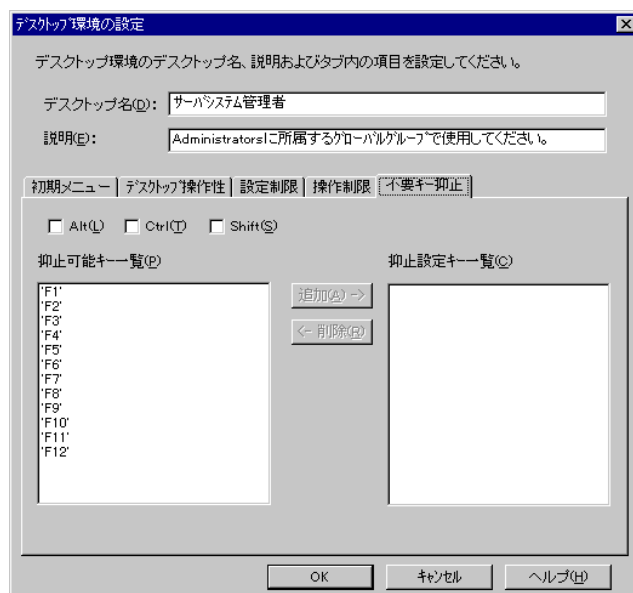 ﾃﾞｽｸﾄｯﾌﾟ環境の設定
デスクトップ環境のデスクトップ名、説明およびタブ内の項目を設定してください。
デスクトップ名(D): ｻｰﾊﾞｼｽﾃﾑ管理者
説明(E): Administratorsに所属するｸﾞﾛｰﾊﾞﾙｸﾞﾙｰﾌﾟで使用してください。
初期メニュー ﾃﾞｽｸﾄｯﾌﾟ操作性 設定制限 操作制限 不要キー抑止
Alt(L) Ctrl(T) Shift(S)
抑止可能キー一覧(P) 抑止設定キー一覧(C)
'F1'
'F2'
'F3'
'F4'
'F5'
'F6'
'F7'
'F8'
'F9'
'F10'
'F11'
'F12'
追加(A) ->
<- 削除(R)
OK ｷｬﾝｾﾙ ヘルプ(H)